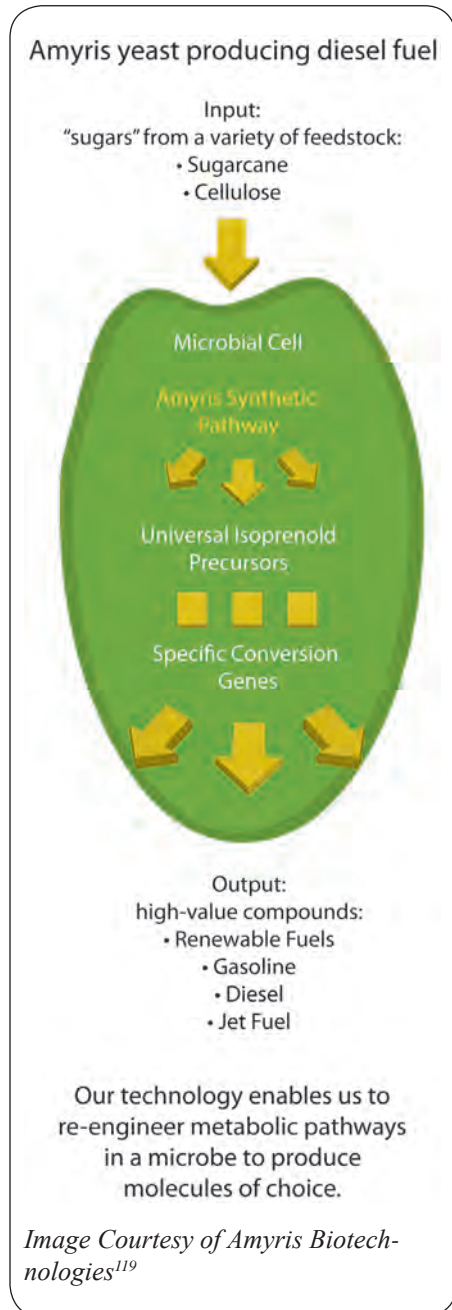 Amyris yeast producing diesel fuel
Input:
“sugars” from a variety of feedstock:
• Sugarcane
• Cellulose
Microbial Cell
Amyris Synthetic
Pathway
Universal Isoprenoid
Precursors
Specific Conversion
Genes
Output:
high-value compounds:
• Renewable Fuels
• Gasoline
• Diesel
• Jet Fuel
Our technology enables us to
re-engineer metabolic pathways
in a microbe to produce
molecules of choice.
Image Courtesy of Amyris Biotech-
nologies119